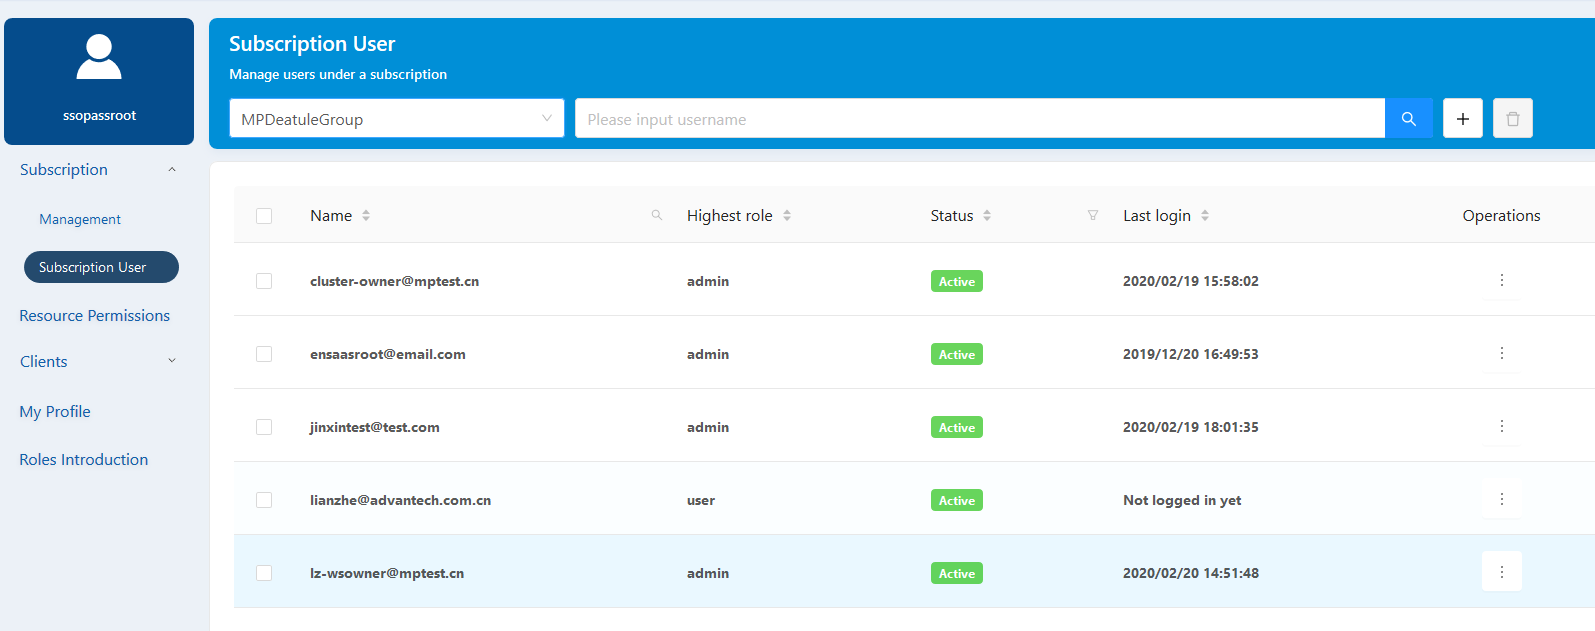 ssopassroot
Subscription
Management
Subscription User
Resource Permissions
Clients
My Profile
Roles Introduction
Subscription User
Manage users under a subscription
MPDeatuleGroup Please input username
Name Highest role Status Last login Operations
cluster-owner@mptest.cn admin Active 2020/02/19 15:58:02
ensaasroot@email.com admin Active 2019/12/20 16:49:53
jinxintest@test.com admin Active 2020/02/19 18:01:35
lianzhe@advantech.com.cn user Active Not logged in yet
lz-wsowner@mptest.cn admin Active 2020/02/20 14:51:48